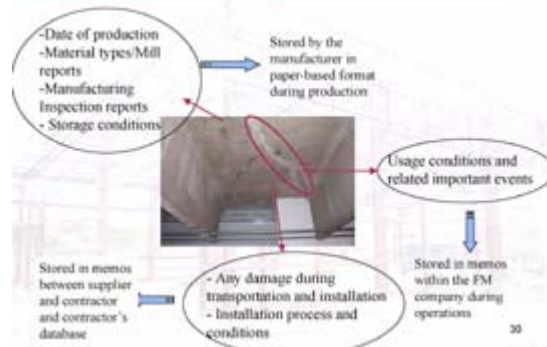 -Date of production
-Material types/Mill
reports
-Manufacturing
Inspection reports
- Storage conditions
Stored by the
manufacturer in
paper-based format
during production
Usage conditions and
related important events
Stored in memos
within the FM
company during
operations
- Any damage during
transportation and installation
- Installation process and
conditions
Stored in memos
between supplier
and contractor
and contractor's
database
30